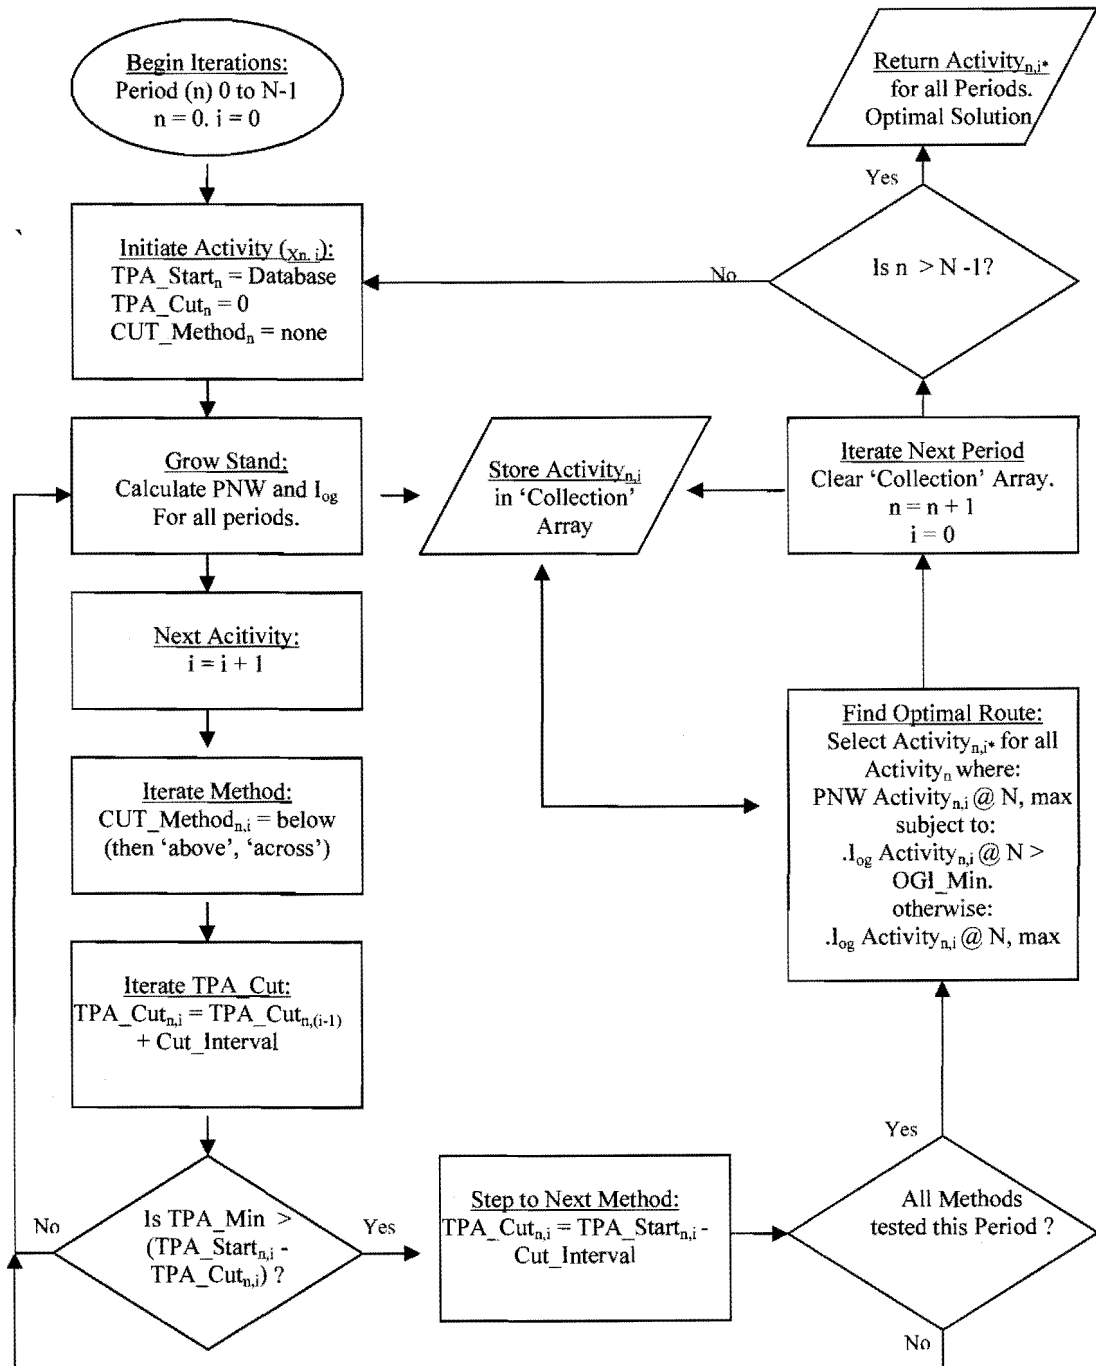 Begin Iterations:
Period (n) 0 to N-1
n = 0. i = 0
Return Activityn,i*
for all Periods.
Optimal Solution
Yes
Initiate Activity (Xn, i):
TPA_Startn = Database
TPA_Cutn = 0
CUT_Methodn = none
No
Is n > N -1?
Grow Stand:
Calculate PNW and Iog
For all periods.
Store Activityn,i
in ‘Collection’
Array
Iterate Next Period
Clear ‘Collection’ Array.
n = n + 1
i = 0
Next Acitivity:
i = i + 1
Iterate Method:
CUT_Methodn,i = below
(then ‘above’, ‘across’)
Find Optimal Route:
Select Activityn,i* for all
Activityn where:
PNW Activityn,i @ N, max
subject to:
.Iog Activityn,i @ N >
OGI_Min.
otherwise:
.Iog Activityn,i @ N, max
Iterate TPA_Cut:
TPA_Cutn,i = TPA_Cutn,(i-1)
+ Cut_Interval
No
Is TPA_Min >
(TPA_Startn,i -
TPA_Cutn,i) ?
Yes
Step to Next Method:
TPA_Cutn,i = TPA_Startn,i -
Cut_Interval
Yes
All Methods
tested this Period ?
No